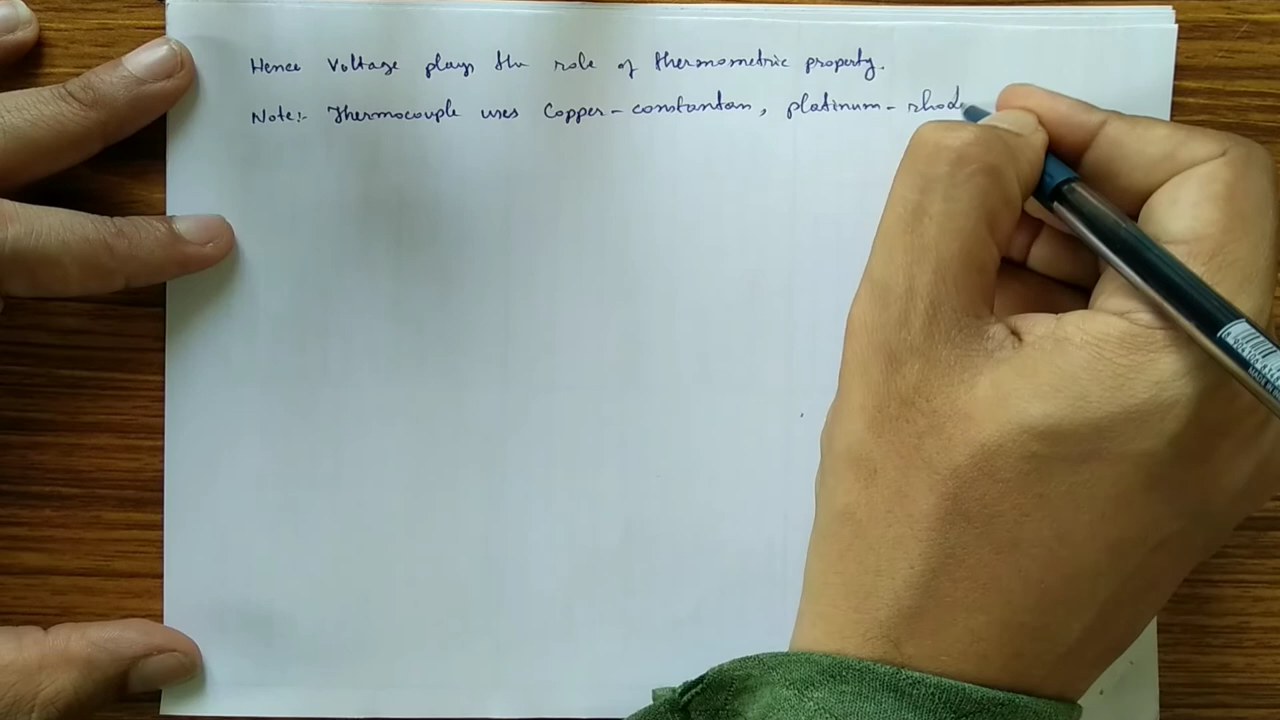 Hence Voltage plays the role of thermometric property.
Note:- Thermocouple uses Copper-constantan, platinum-rhod